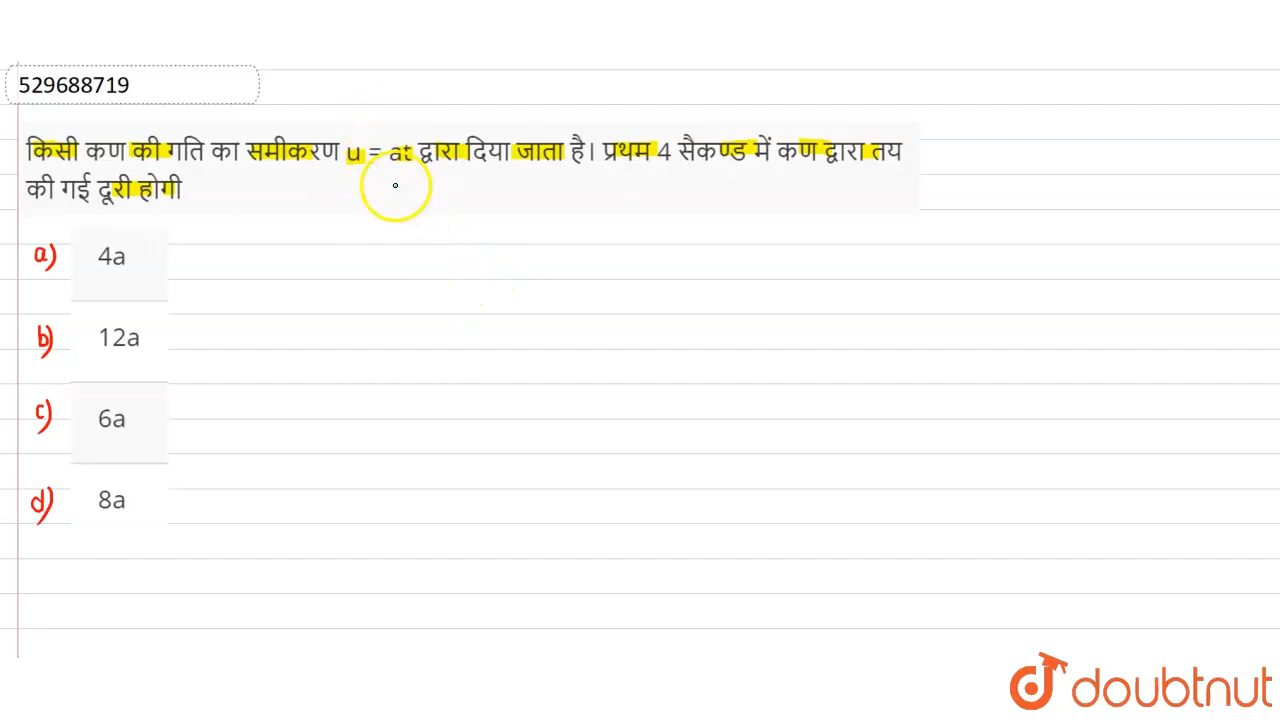 529688719
किसी कण की गति का समीकरण u = at द्वारा दिया जाता है। प्रथम 4 सैकण्ड में कण द्वारा तय
की गई दूरी होगी
a) 4a
b) 12a
c) 6a
d) 8a
doubtnut